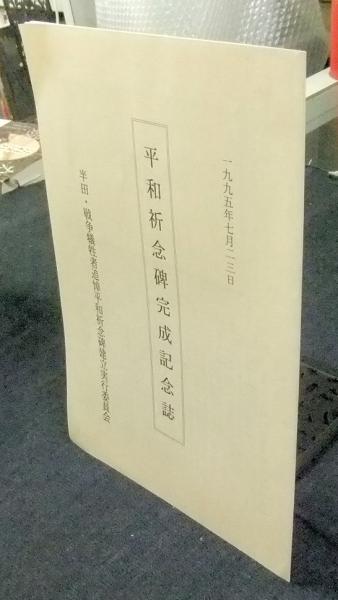 一九九五年七月二三日
平和祈念碑完成記念誌
半田・戦争犠牲者追悼平和祈念碑建立実行委員会